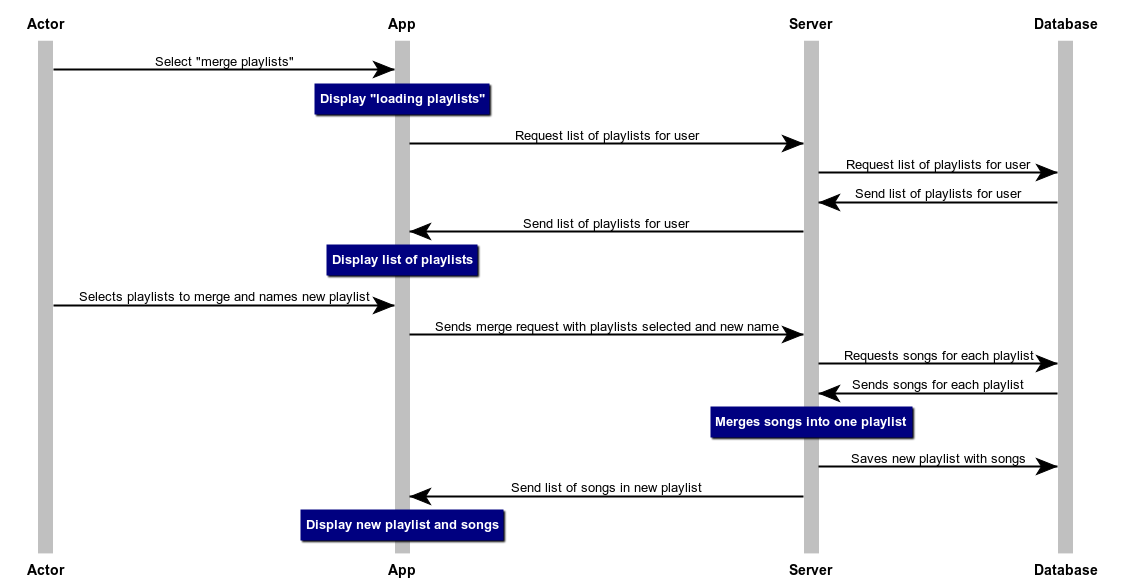 Actor App Server Database
Select "merge playlists"
Display "loading playlists"
Request list of playlists for user
Request list of playlists for user
Send list of playlists for user
Send list of playlists for user
Display list of playlists
Selects playlists to merge and names new playlist
Sends merge request with playlists selected and new name
Requests songs for each playlist
Sends songs for each playlist
Merges songs into one playlist
Saves new playlist with songs
Send list of songs in new playlist
Display new playlist and songs
Actor App Server Database